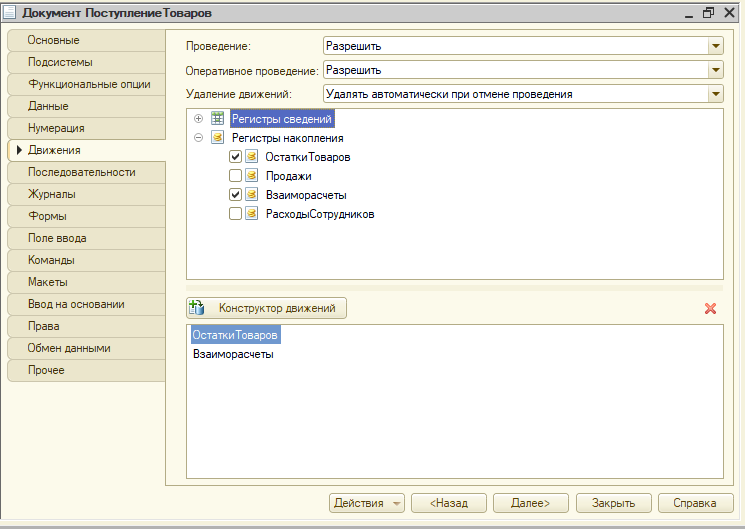 Документ ПоступлениеТоваров
Основные
Подсистемы
Функциональные опции
Данные
Нумерация
Движения
Последовательности
Журналы
Формы
Поле ввода
Команды
Макеты
Ввод на основании
Права
Обмен данными
Прочее
Проведение: Разрешить
Оперативное проведение: Разрешить
Удаление движений: Удалять автоматически при отмене проведения
Регистры сведений
Регистры накопления
ОстаткиТоваров
Продажи
Взаиморасчеты
РасходыСотрудников
Конструктор движений
ОстаткиТоваров
Взаиморасчеты
Действия <Назад Далее> Закрыть Справка